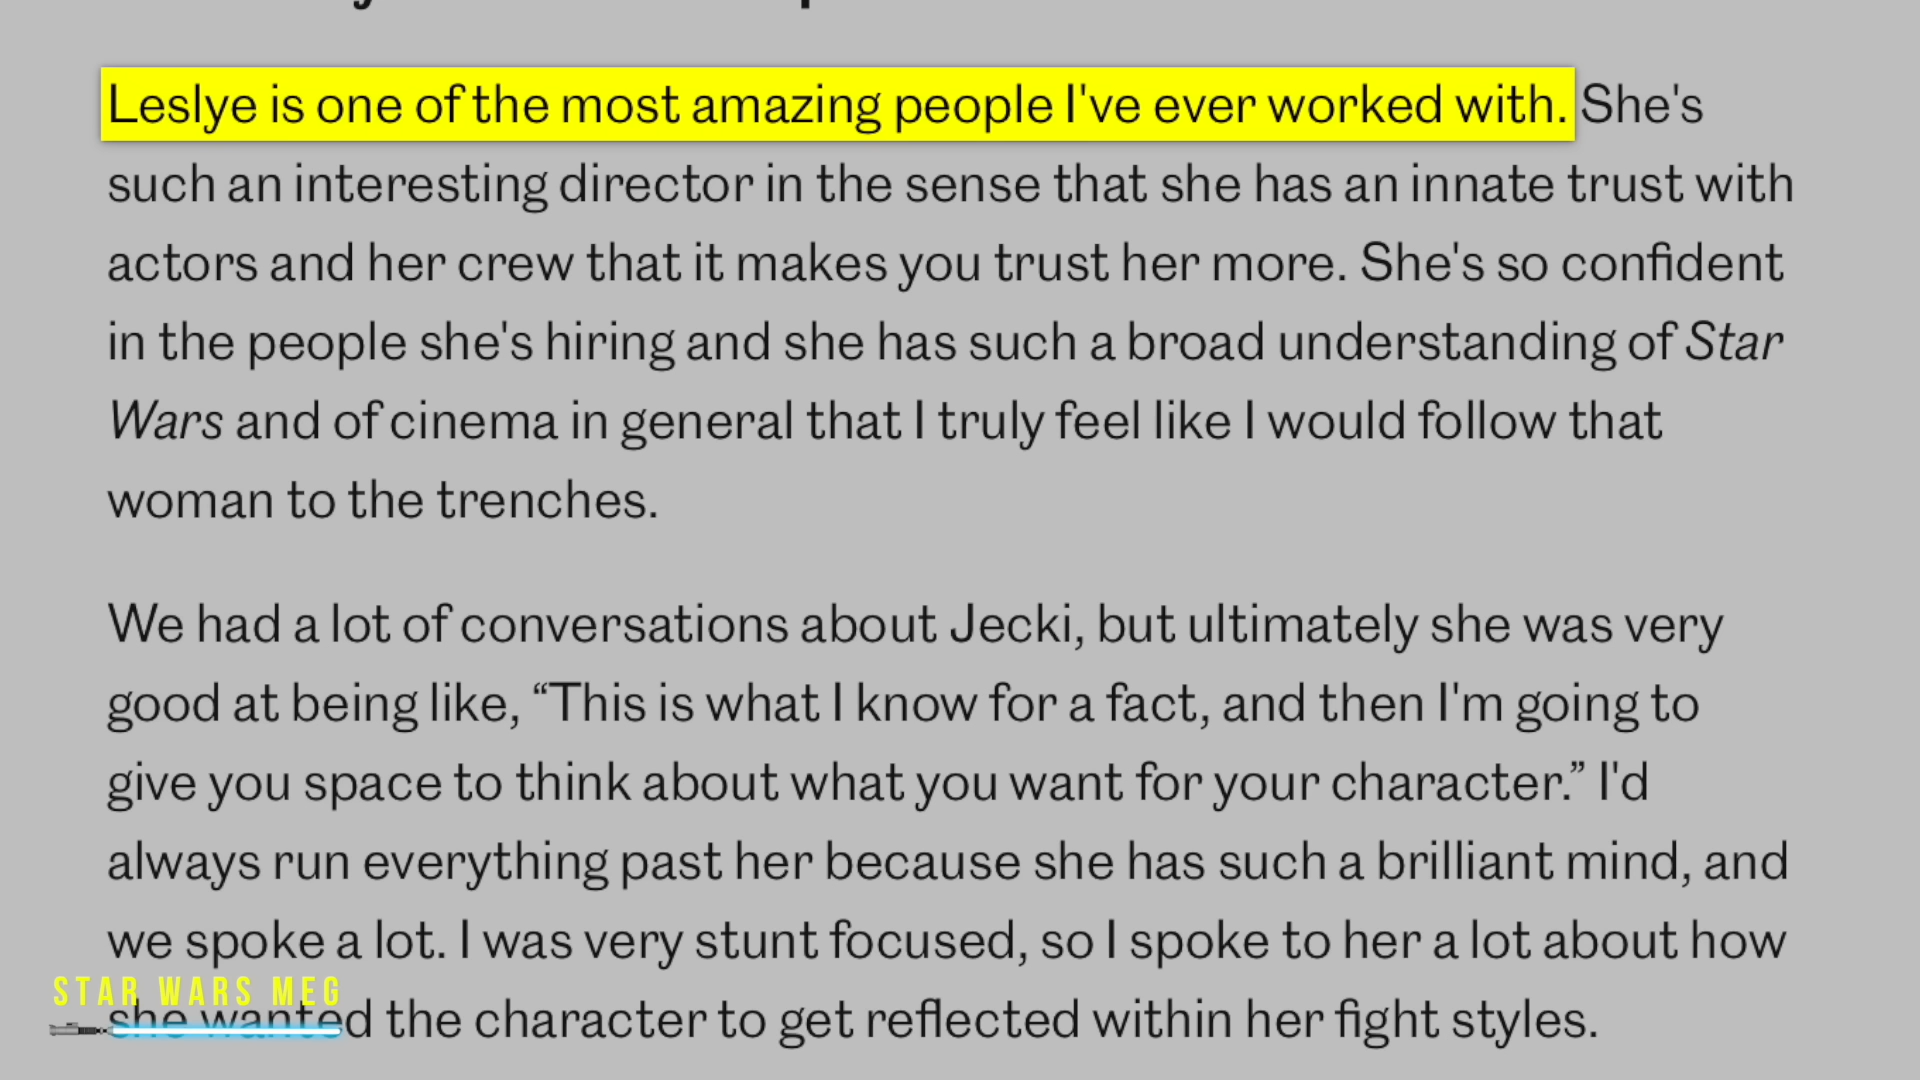 Leslye is one of the most amazing people I've ever worked with. She's
such an interesting director in the sense that she has an innate trust with
actors and her crew that it makes you trust her more. She's so confident
in the people she's hiring and she has such a broad understanding of Star
Wars and of cinema in general that I truly feel like I would follow that
woman to the trenches.
We had a lot of conversations about Jecki, but ultimately she was very
good at being like, “This is what I know for a fact, and then I'm going to
give you space to think about what you want for your character.” I'd
always run everything past her because she has such a brilliant mind, and
we spoke a lot. I was very stunt focused, so I spoke to her a lot about how
she wanted the character to get reflected within her fight styles.
STAR WARS MEG